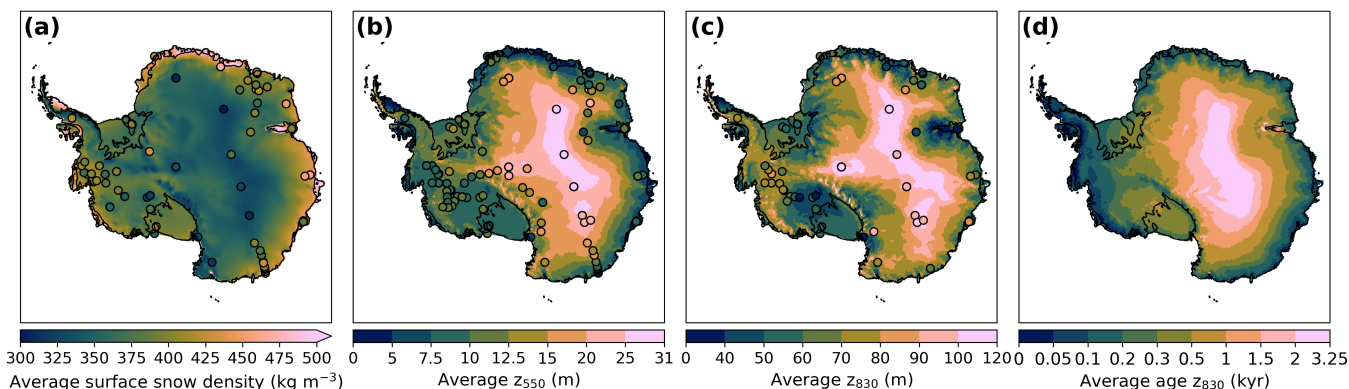 (a) (b) (c) (d)
300 325 350 375 400 425 450 475 500 0 5 7.5 10 12.5 15 20 25 31 0 40 50 60 70 80 90 100 120 0.05 0.1 0.2 0.3 0.5 1 1.5 2 3.25
Average surface snow density (kg m⁻³) Average z₅₅₀ (m) Average z₈₃₀ (m) Average age z₈₃₀ (kyr)